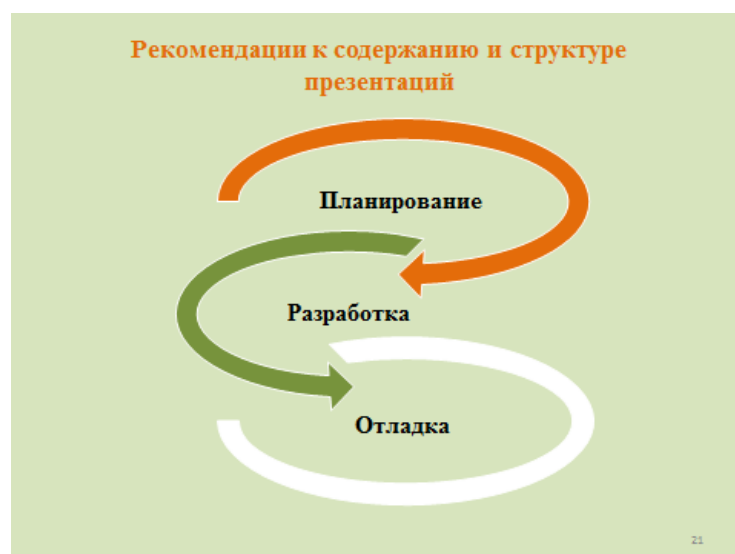 Рекомендации к содержанию и структуре
презентаций
Планирование
Разработка
Отладка
21